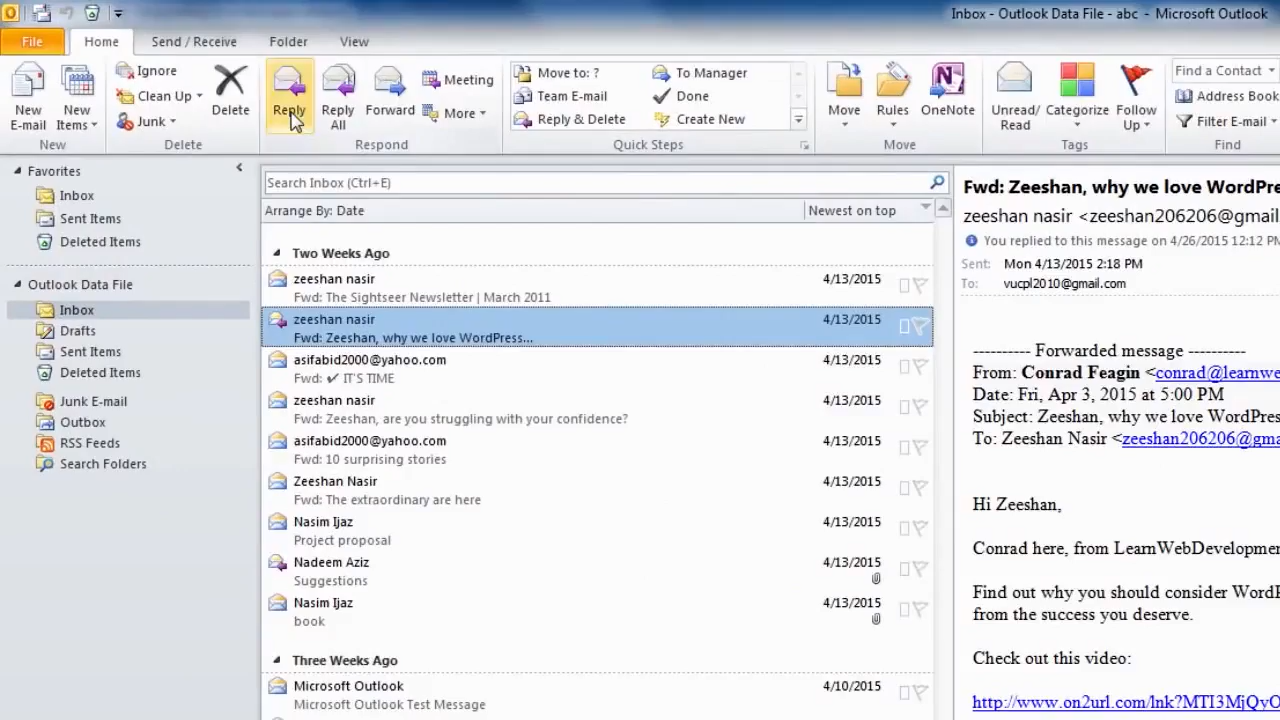 Inbox - Outlook Data File - abc - Microsoft Outlook
File Home Send / Receive Folder View
New E-mail
New Items
New
Ignore
Clean Up
Junk
Delete
Delete
Reply
Reply All
Forward
Meeting
More
Respond
Move to: ?
Team E-mail
Reply & Delete
To Manager
Done
Create New
Quick Steps
Move
Rules
OneNote
Move
Unread/ Read
Categorize
Follow Up
Tags
Find a Contact
Address Book
Filter E-mail
Find
Favorites
Inbox
Sent Items
Deleted Items
Outlook Data File
Inbox
Drafts
Sent Items
Deleted Items
Junk E-mail
Outbox
RSS Feeds
Search Folders
Search Inbox (Ctrl+E)
Arrange By: Date Newest on top
Two Weeks Ago
zeeshan nasir 4/13/2015
Fwd: The Sightseer Newsletter | March 2011
zeeshan nasir 4/13/2015
Fwd: Zeeshan, why we love WordPress...
asifabid2000@yahoo.com 4/13/2015
Fwd: ✔ IT'S TIME
zeeshan nasir 4/13/2015
Fwd: Zeeshan, are you struggling with your confidence?
asifabid2000@yahoo.com 4/13/2015
Fwd: 10 surprising stories
Zeeshan Nasir 4/13/2015
Fwd: The extraordinary are here
Nasim Ijaz 4/13/2015
Project proposal
Nadeem Aziz 4/13/2015
Suggestions
Nasim Ijaz 4/13/2015
book
Three Weeks Ago
Microsoft Outlook 4/10/2015
Microsoft Outlook Test Message
Fwd: Zeeshan, why we love WordPre
zeeshan nasir <zeeshan206206@gmail
You replied to this message on 4/26/2015 12:12 PM
Sent: Mon 4/13/2015 2:18 PM
To: vucpl2010@gmail.com
---------- Forwarded message ----------
From: Conrad Feagin <conrad@learnwe
Date: Fri, Apr 3, 2015 at 5:00 PM
Subject: Zeeshan, why we love WordPres
To: Zeeshan Nasir <zeeshan206206@gma
Hi Zeeshan,
Conrad here, from LearnWebDevelopmen
Find out why you should consider WordP
from the success you deserve.
Check out this video:
http://www.on2url.com/lnk?MTI3MjQyO